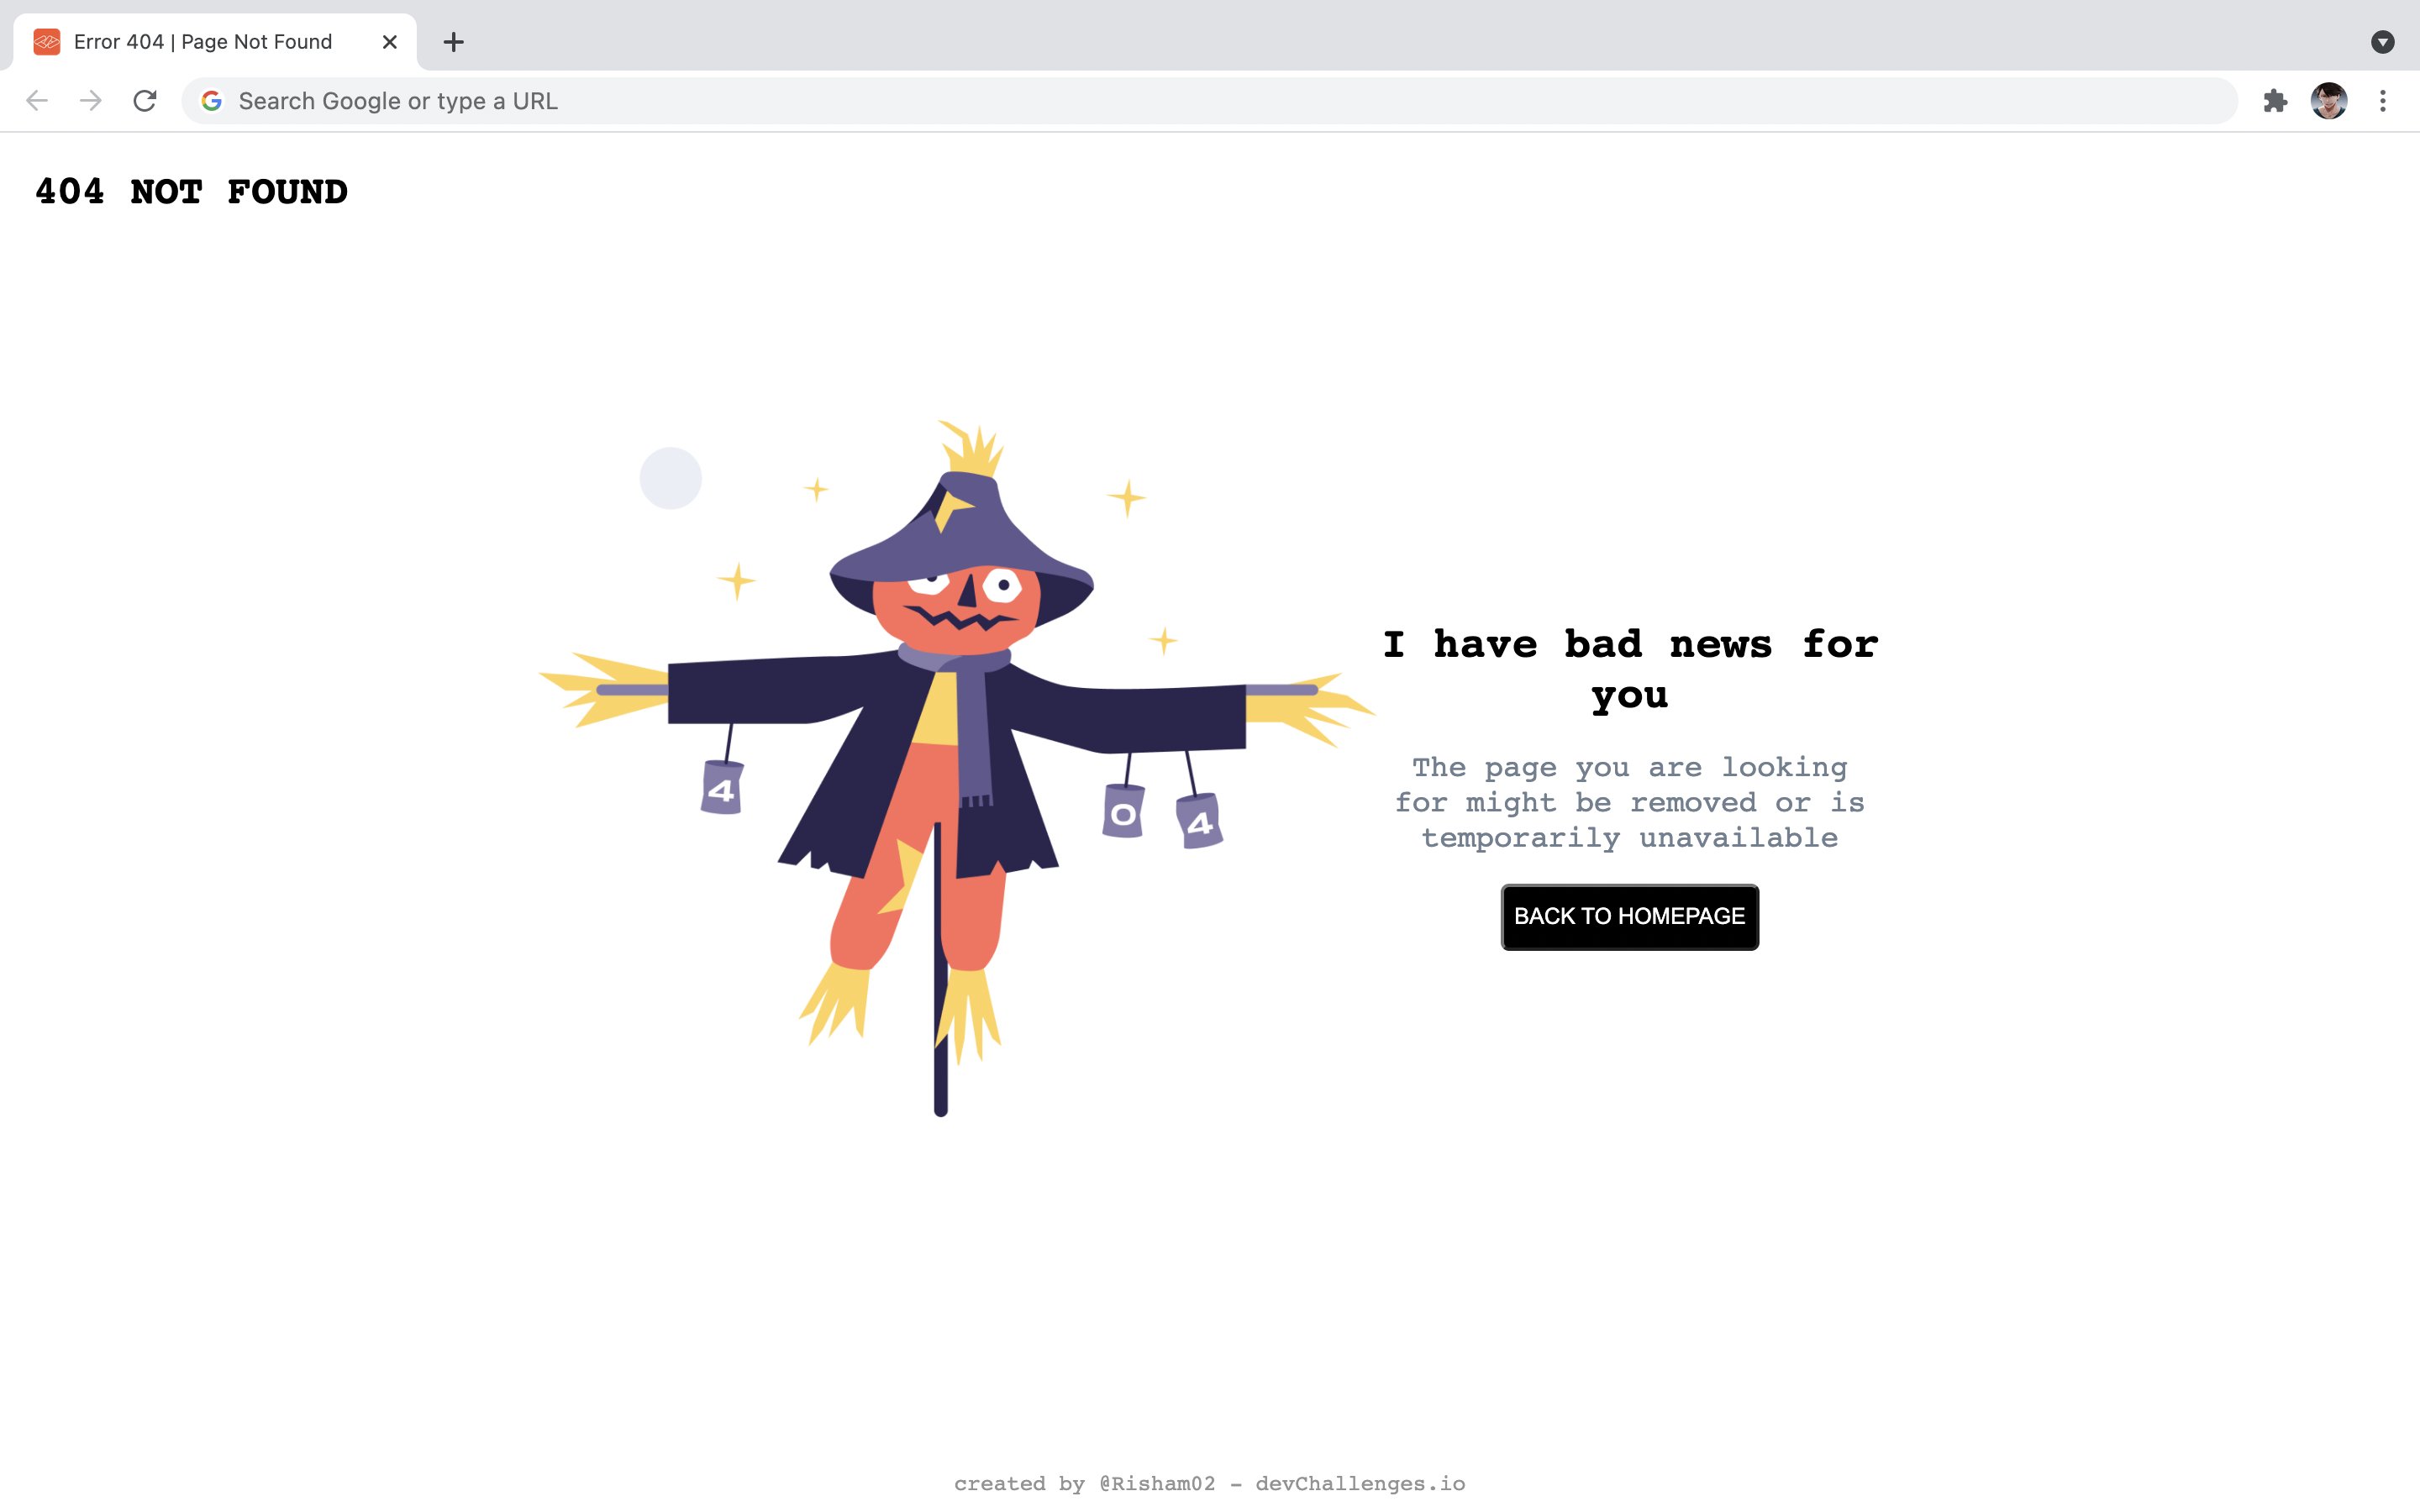 Error 404 | Page Not Found
Search Google or type a URL
404 NOT FOUND
4
0
4
I have bad news for
you
The page you are looking
for might be removed or is
temporarily unavailable
BACK TO HOMEPAGE
created by @Risham02 - devChallenges.io